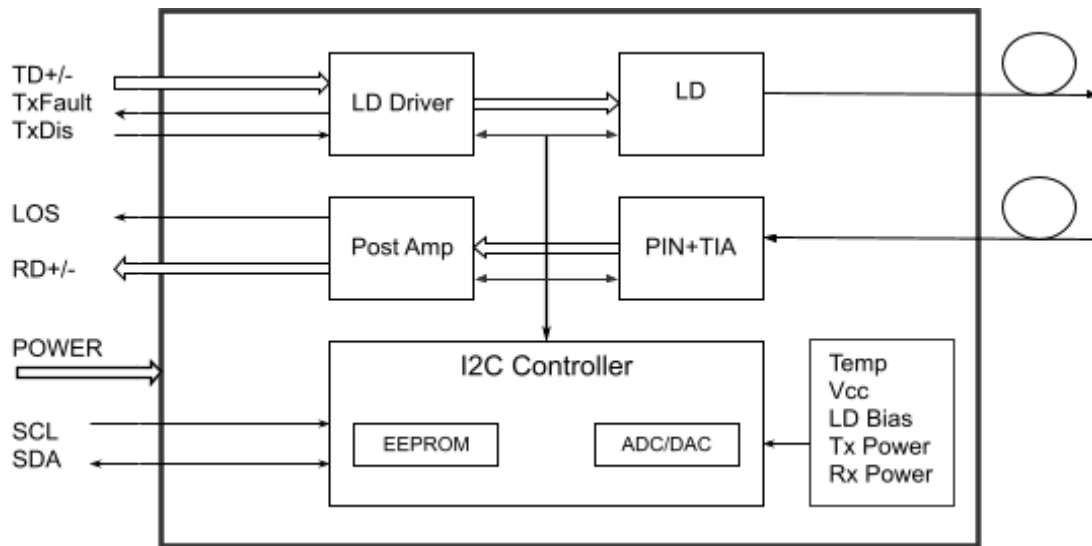 TD+/-
TxFault
TxDis
LD Driver
LD
LOS
RD+/-
Post Amp
PIN+TIA
POWER
I2C Controller
SCL
SDA
EEPROM
ADC/DAC
Temp
Vcc
LD Bias
Tx Power
Rx Power